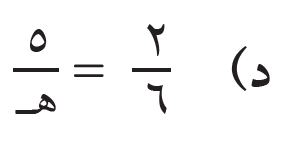 د) ٢/٦ = ٥/هـ